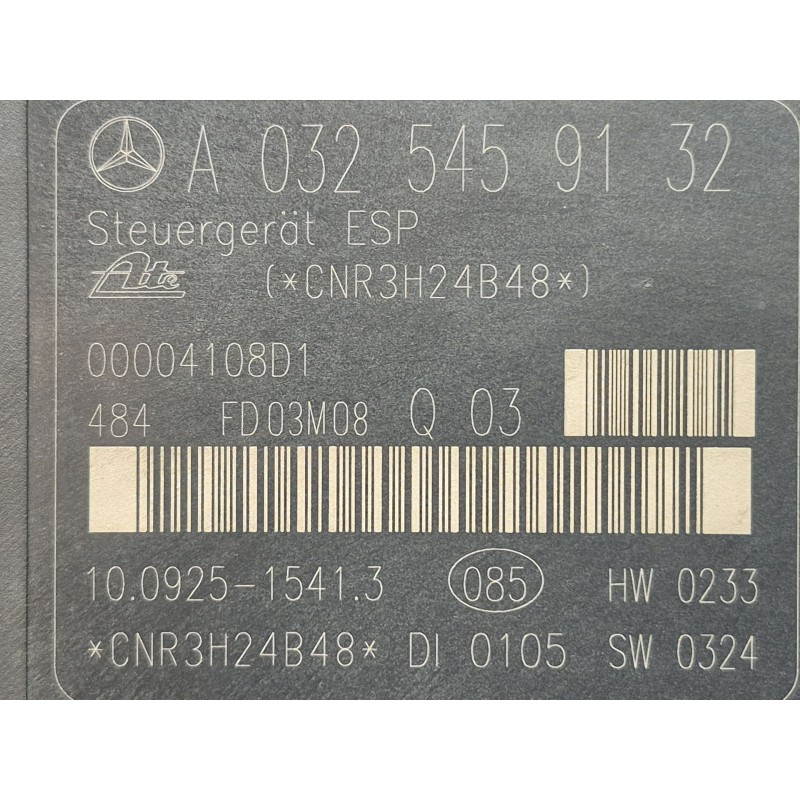 A 032 545 91 32
Steuergerät ESP
Ate (*CNR3H24B48*)
00004108D1
484 FD03M08 Q 03
10.0925-1541.3 085 HW 0233
*CNR3H24B48* DI 0105 SW 0324